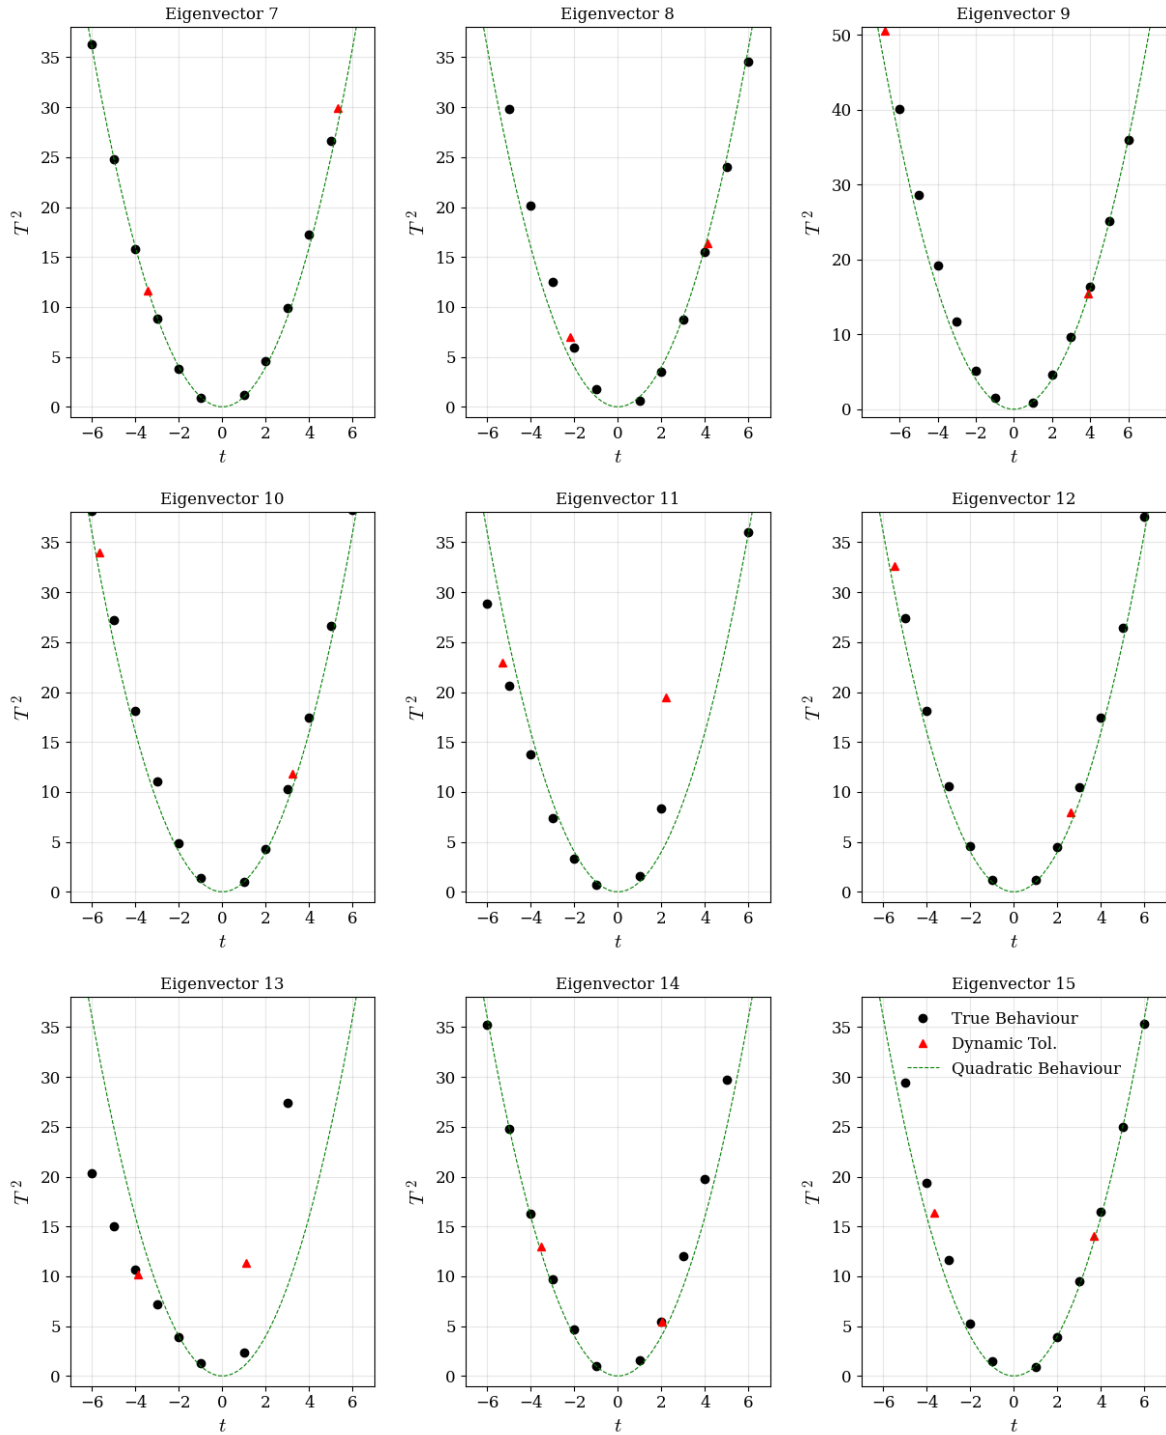 Eigenvector 7
Eigenvector 8
Eigenvector 9
35
30
25
20
15
10
5
0
T²
−6 −4 −2 0 2 4 6
t
35
30
25
20
15
10
5
0
T²
−6 −4 −2 0 2 4 6
t
50
40
30
20
10
0
T²
−6 −4 −2 0 2 4 6
t
Eigenvector 10
Eigenvector 11
Eigenvector 12
35
30
25
20
15
10
5
0
T²
−6 −4 −2 0 2 4 6
t
35
30
25
20
15
10
5
0
T²
−6 −4 −2 0 2 4 6
t
35
30
25
20
15
10
5
0
T²
−6 −4 −2 0 2 4 6
t
Eigenvector 13
Eigenvector 14
Eigenvector 15
35
30
25
20
15
10
5
0
T²
−6 −4 −2 0 2 4 6
t
35
30
25
20
15
10
5
0
T²
−6 −4 −2 0 2 4 6
t
True Behaviour
Dynamic Tol.
Quadratic Behaviour
35
30
25
20
15
10
5
0
T²
−6 −4 −2 0 2 4 6
t